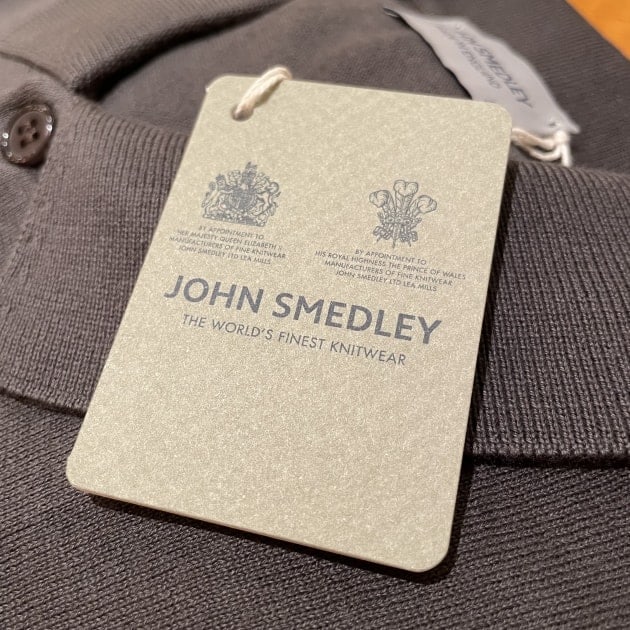 BY APPOINTMENT TO
HER MAJESTY QUEEN ELIZABETH II
MANUFACTURERS OF FINE KNITWEAR
JOHN SMEDLEY LTD LEA MILLS
BY APPOINTMENT TO
HIS ROYAL HIGHNESS THE PRINCE OF WALES
MANUFACTURERS OF FINE KNITWEAR
JOHN SMEDLEY LTD LEA MILLS
JOHN SMEDLEY
THE WORLD'S FINEST KNITWEAR
JOHN SMEDLEY